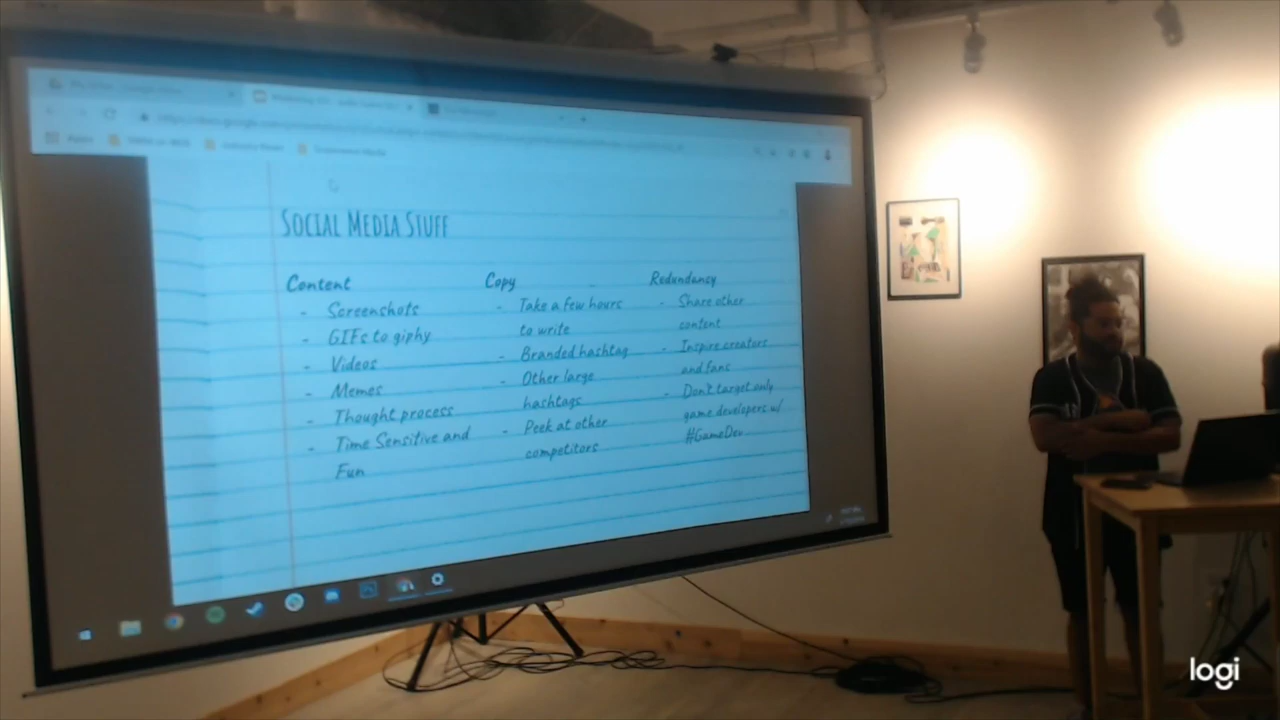 Social Media Stuff
Content
- Screenshots
- GIFs to giphy
- Videos
- Memes
- Thought process
- Time Sensitive and
Fun
Copy
- Take a few hours
to write
- Branded hashtag
- Other large
hashtags
- Peek at other
competitors
Redundancy
- Share other
content
- Inspire creators
and fans
- Don't target only
game developers w/
#GameDev
logi